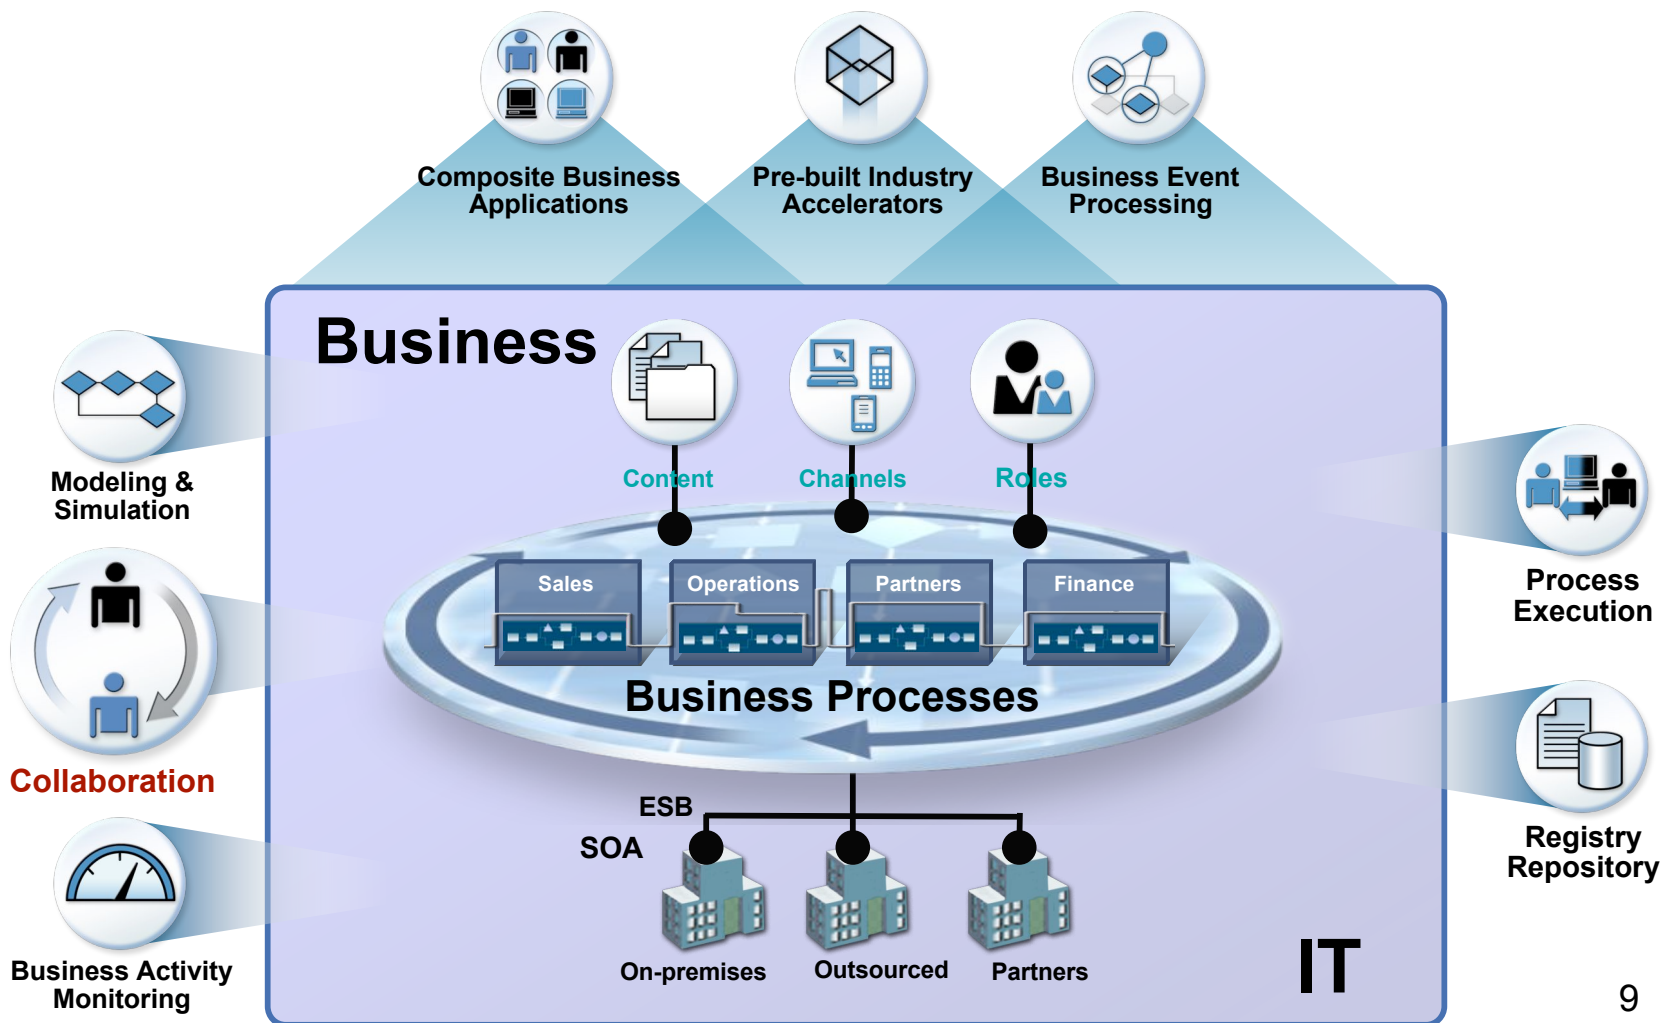 Composite Business
Applications
Pre-built Industry
Accelerators
Business Event
Processing
Business
Content
Channels
Roles
Modeling &
Simulation
Collaboration
Business Activity
Monitoring
Sales
Operations
Partners
Finance
Business Processes
Process
Execution
Registry
Repository
ESB
SOA
On-premises
Outsourced
Partners
IT
9